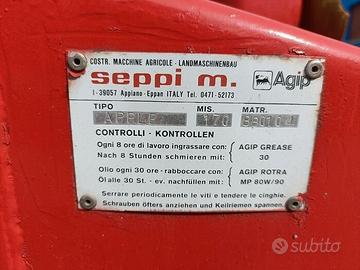 COSTR. MACCHINE AGRICOLE - LANDMASCHINENBAU
seppi m.
Agip
I - 39057 Appiano - Eppan ITALY Tel. 0471-52173
TIPO MIS. MATR.
170
CONTROLLI - KONTROLLEN
Ogni 8 ore di lavoro ingrassare con: AGIP GREASE
Nach 8 Stunden schmieren mit: 30
Olio ogni 30 ore - rabboccare con: AGIP ROTRA
Öl alle 30 St. - ev. nachfüllen mit: MP 80W/90
Serrare periodicamente le viti e tendere le cinghie.
Schrauben öfters anziehen und Keilriemen spannen.
subito